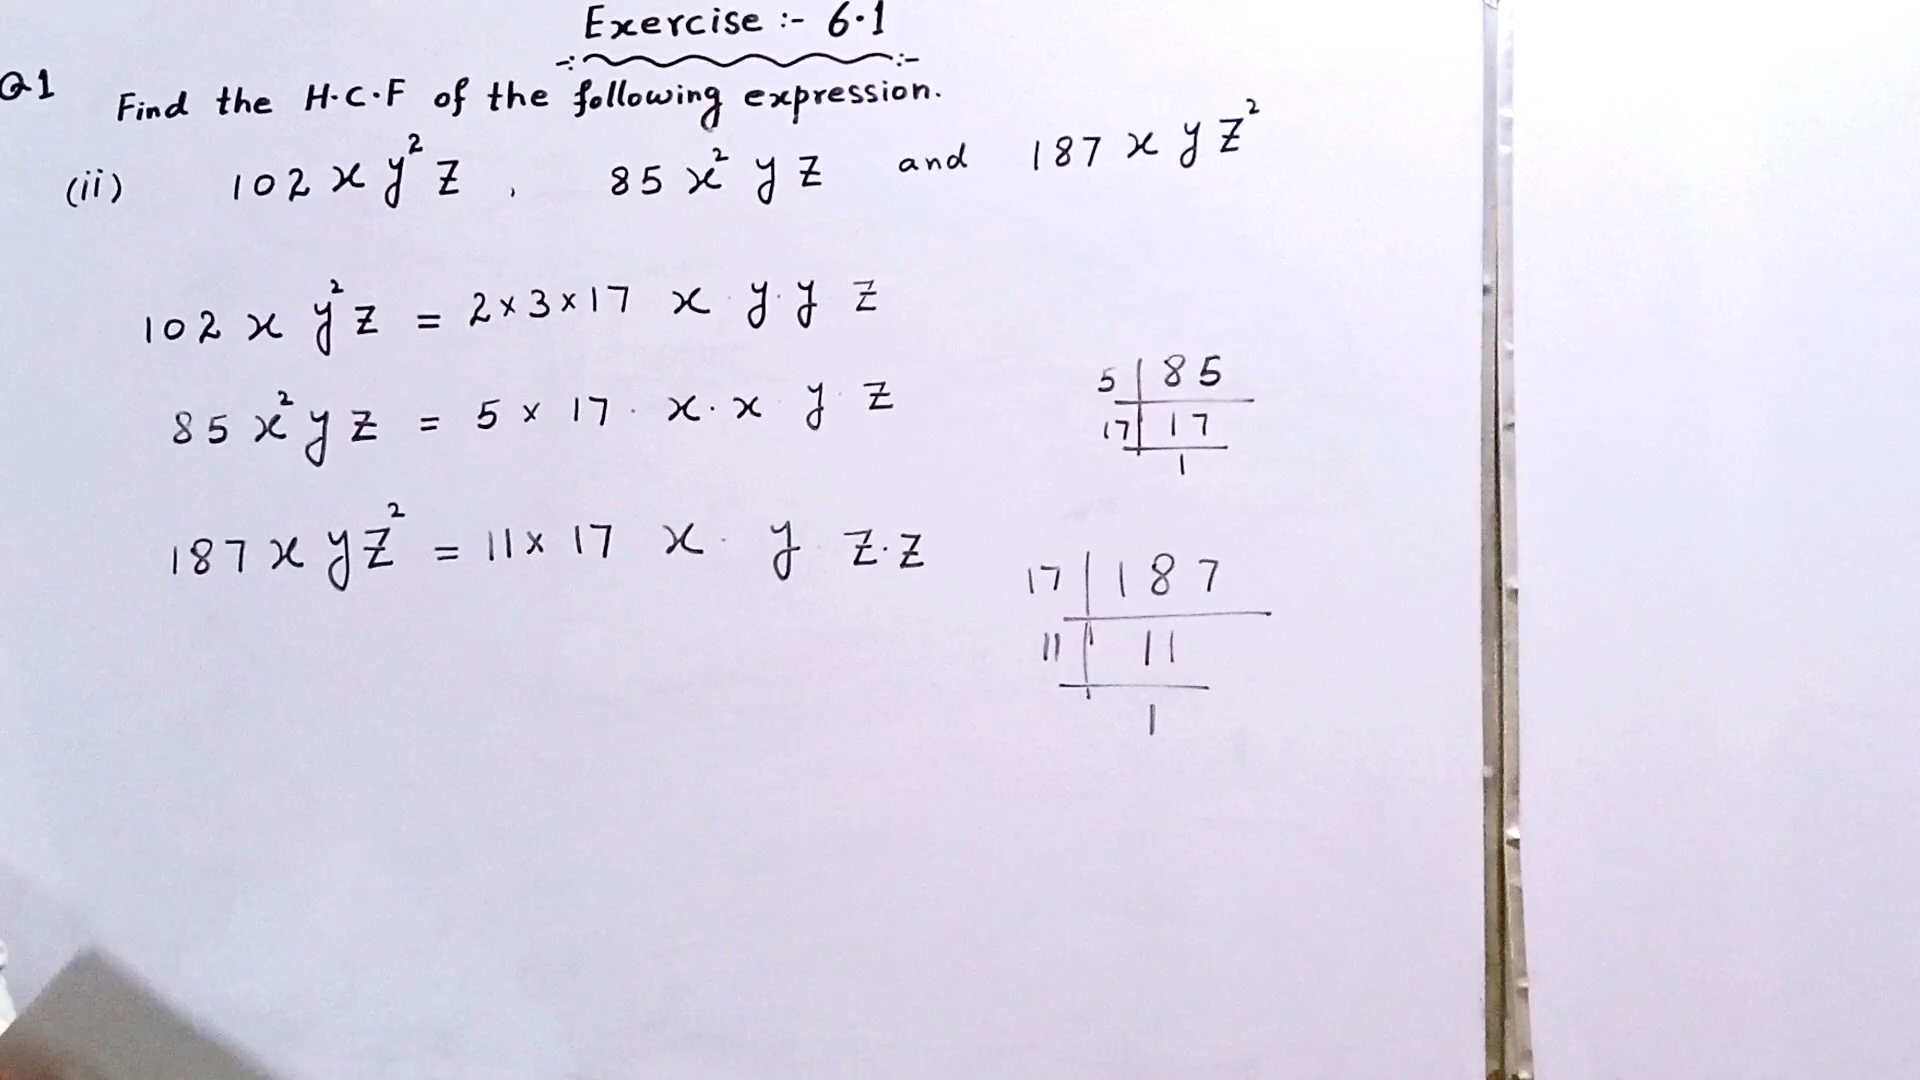 Exercise :- 6.1
Q1 Find the H.C.F of the following expression.
(ii) 102 x y² z , 85 x² y z and 187 x y z²
102 x y² z = 2 × 3 × 17 x . y . y z
85 x² y z = 5 × 17 . x . x y z
187 x y z² = 11 × 17 x . y z . z
5 | 85
17 | 17
1
17 | 187
11 | 11
1